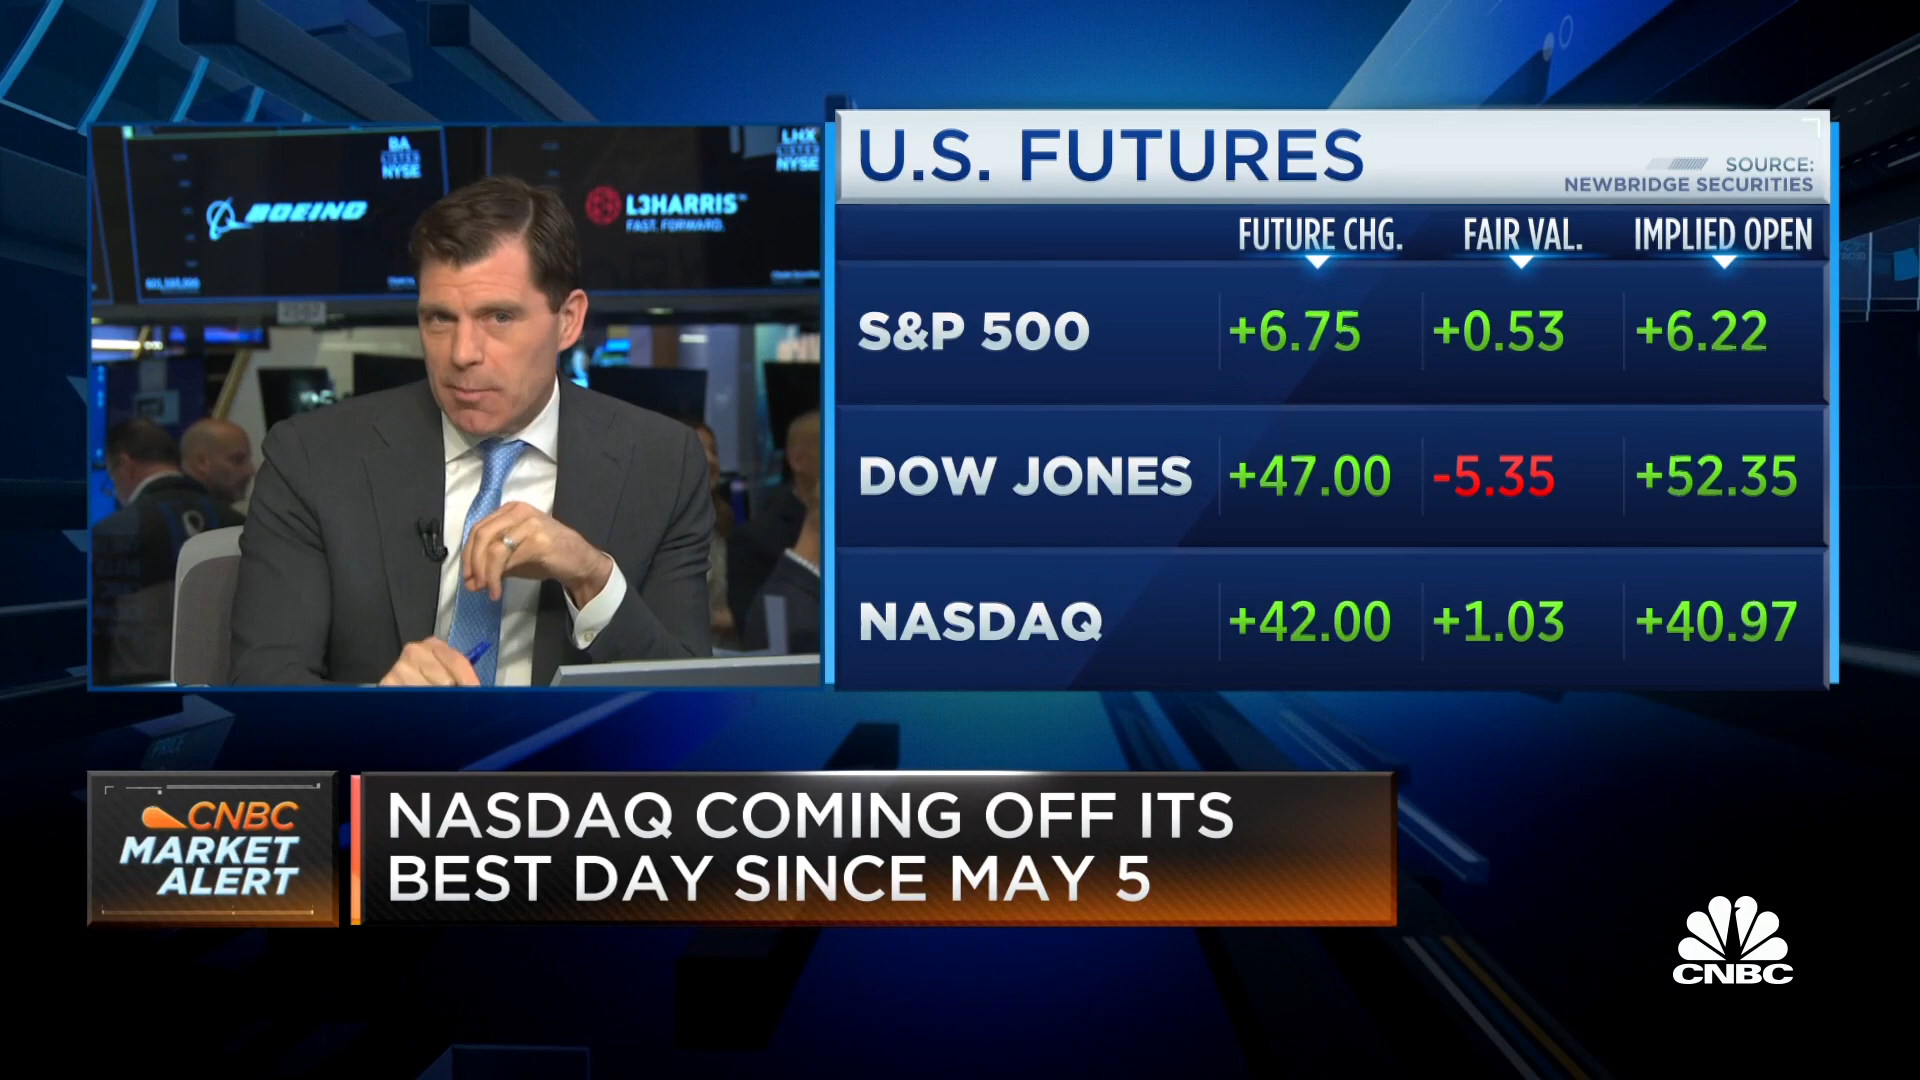 BA
NYSE
BOEING
LHX
NYSE
L3HARRIS
FAST. FORWARD.
U.S. FUTURES
SOURCE:
NEWBRIDGE SECURITIES
FUTURE CHG. FAIR VAL. IMPLIED OPEN
S&P 500 +6.75 +0.53 +6.22
DOW JONES +47.00 -5.35 +52.35
NASDAQ +42.00 +1.03 +40.97
CNBC
MARKET
ALERT
NASDAQ COMING OFF ITS
BEST DAY SINCE MAY 5
CNBC